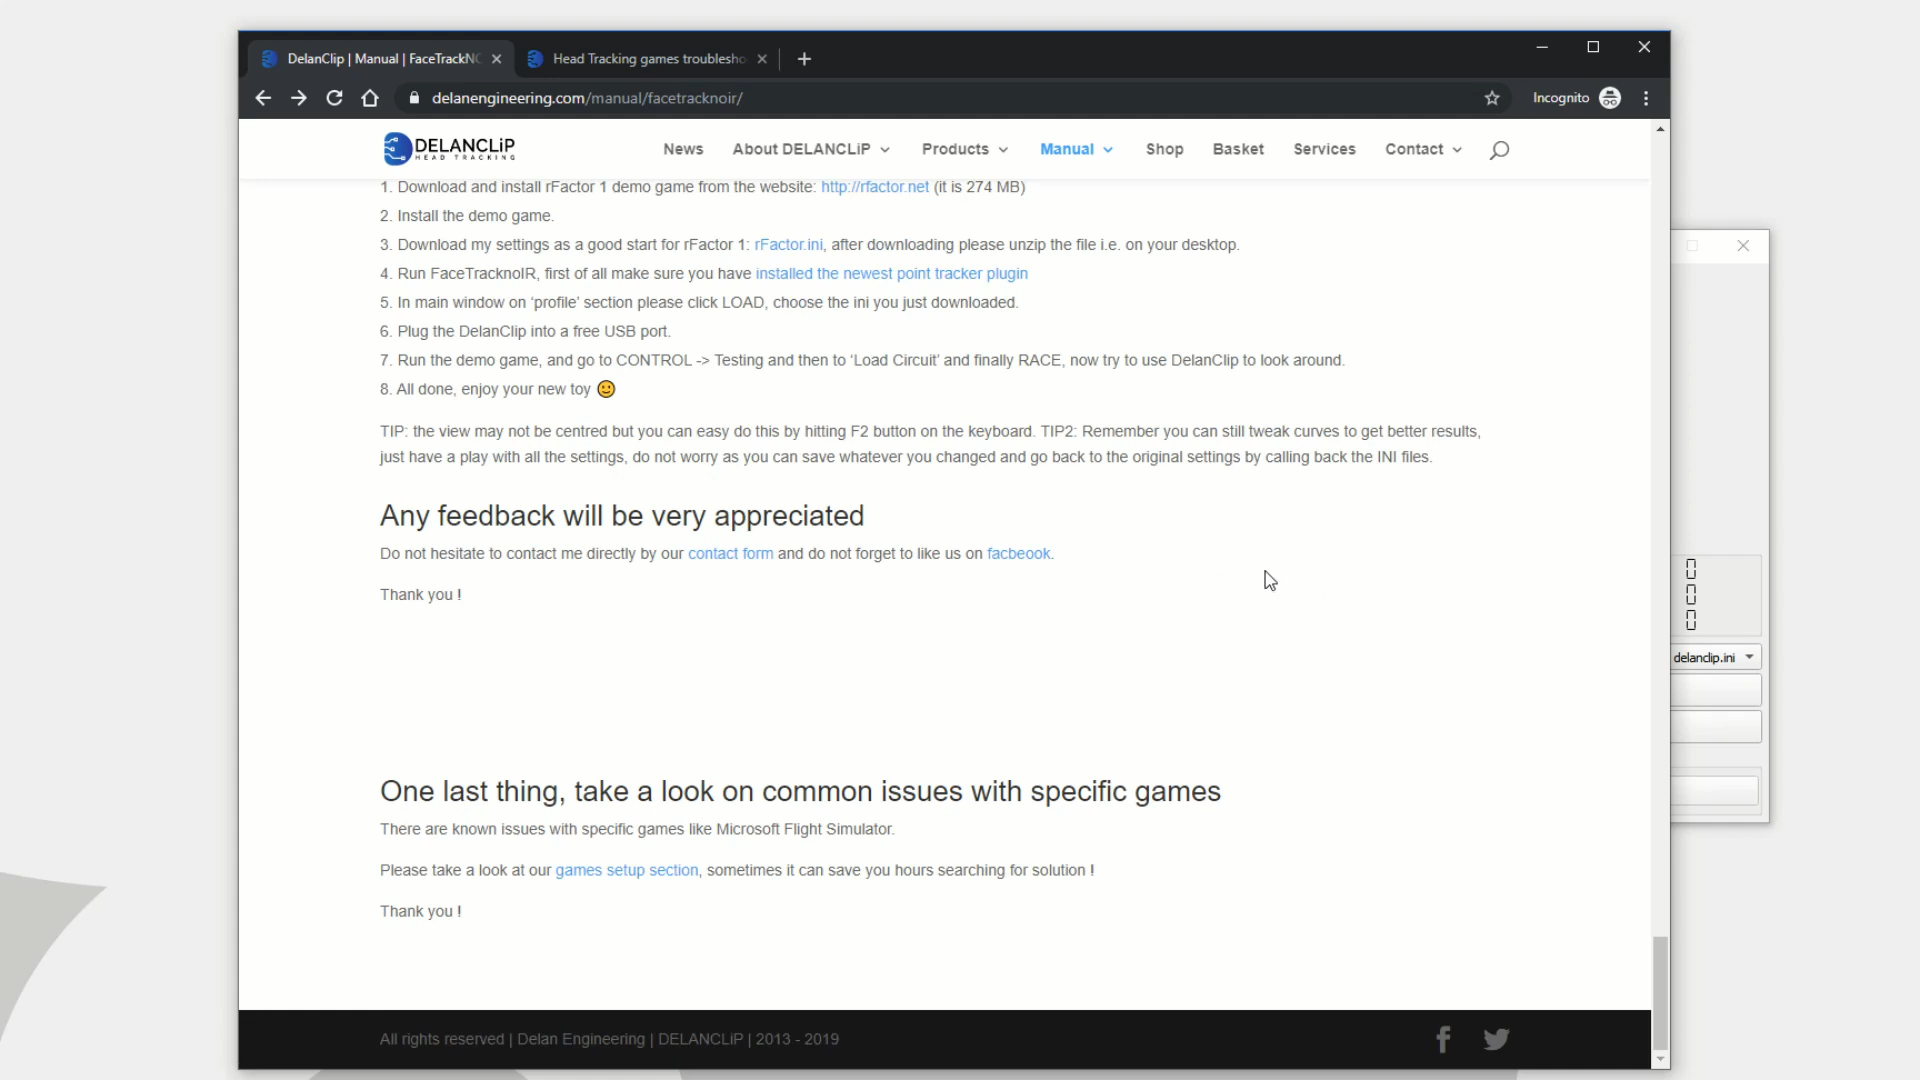 DelanClip | Manual | FaceTrackNO
Head Tracking games troublesho
delanengineering.com/manual/facetracknoir/
Incognito
DELANCLiP
HEAD TRACKING
News
About DELANCLiP
Products
Manual
Shop
Basket
Services
Contact
1. Download and install rFactor 1 demo game from the website: http://rfactor.net (it is 274 MB)
2. Install the demo game.
3. Download my settings as a good start for rFactor 1: rFactor.ini, after downloading please unzip the file i.e. on your desktop.
4. Run FaceTracknoIR, first of all make sure you have installed the newest point tracker plugin
5. In main window on ‘profile’ section please click LOAD, choose the ini you just downloaded.
6. Plug the DelanClip into a free USB port.
7. Run the demo game, and go to CONTROL -> Testing and then to ‘Load Circuit’ and finally RACE, now try to use DelanClip to look around.
8. All done, enjoy your new toy 🙂
TIP: the view may not be centred but you can easy do this by hitting F2 button on the keyboard. TIP2: Remember you can still tweak curves to get better results,
just have a play with all the settings, do not worry as you can save whatever you changed and go back to the original settings by calling back the INI files.
Any feedback will be very appreciated
Do not hesitate to contact me directly by our contact form and do not forget to like us on facbeook.
Thank you !
0
0
0
delanclip.ini
One last thing, take a look on common issues with specific games
There are known issues with specific games like Microsoft Flight Simulator.
Please take a look at our games setup section, sometimes it can save you hours searching for solution !
Thank you !
All rights reserved | Delan Engineering | DELANCLiP | 2013 - 2019